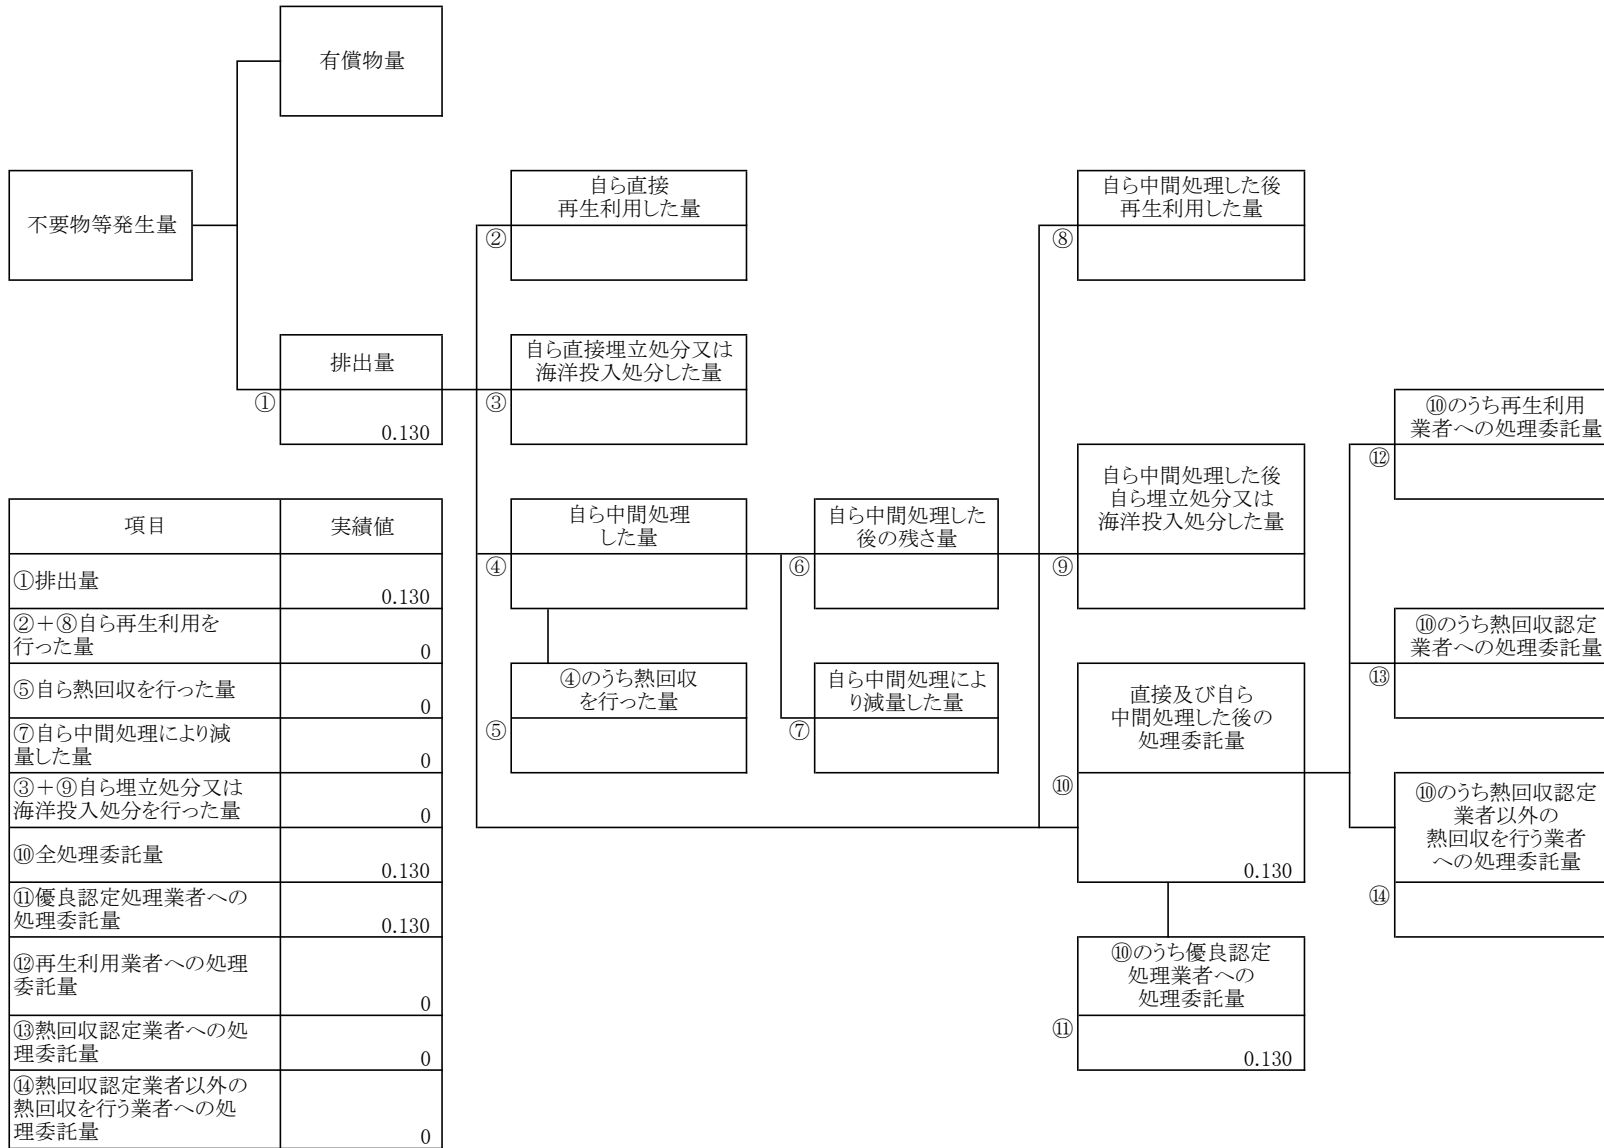 有償物量
不要物等発生量
自ら直接
再生利用した量
②
自ら中間処理した後
再生利用した量
⑧
排出量
①
0.130
自ら直接埋立処分又は
海洋投入処分した量
③
⑩のうち再生利用
業者への処理委託量
⑫
自ら中間処理
した量
④
自ら中間処理した
後の残さ量
⑥
自ら中間処理した後
自ら埋立処分又は
海洋投入処分した量
⑨
④のうち熱回収
を行った量
⑤
自ら中間処理によ
り減量した量
⑦
直接及び自ら
中間処理した後の
処理委託量
⑩
0.130
⑩のうち熱回収認定
業者への処理委託量
⑬
⑩のうち熱回収認定
業者以外の
熱回収を行う業者
への処理委託量
⑭
⑩のうち優良認定
処理業者への
処理委託量
⑪
0.130
項目 実績値
①排出量
0.130
②＋⑧自ら再生利用を
行った量
0
⑤自ら熱回収を行った量
0
⑦自ら中間処理により減
量した量
0
③＋⑨自ら埋立処分又は
海洋投入処分を行った量
0
⑩全処理委託量
0.130
⑪優良認定処理業者への
処理委託量
0.130
⑫再生利用業者への処理
委託量
0
⑬熱回収認定業者への処
理委託量
0
⑭熱回収認定業者以外の
熱回収を行う業者への処
理委託量
0